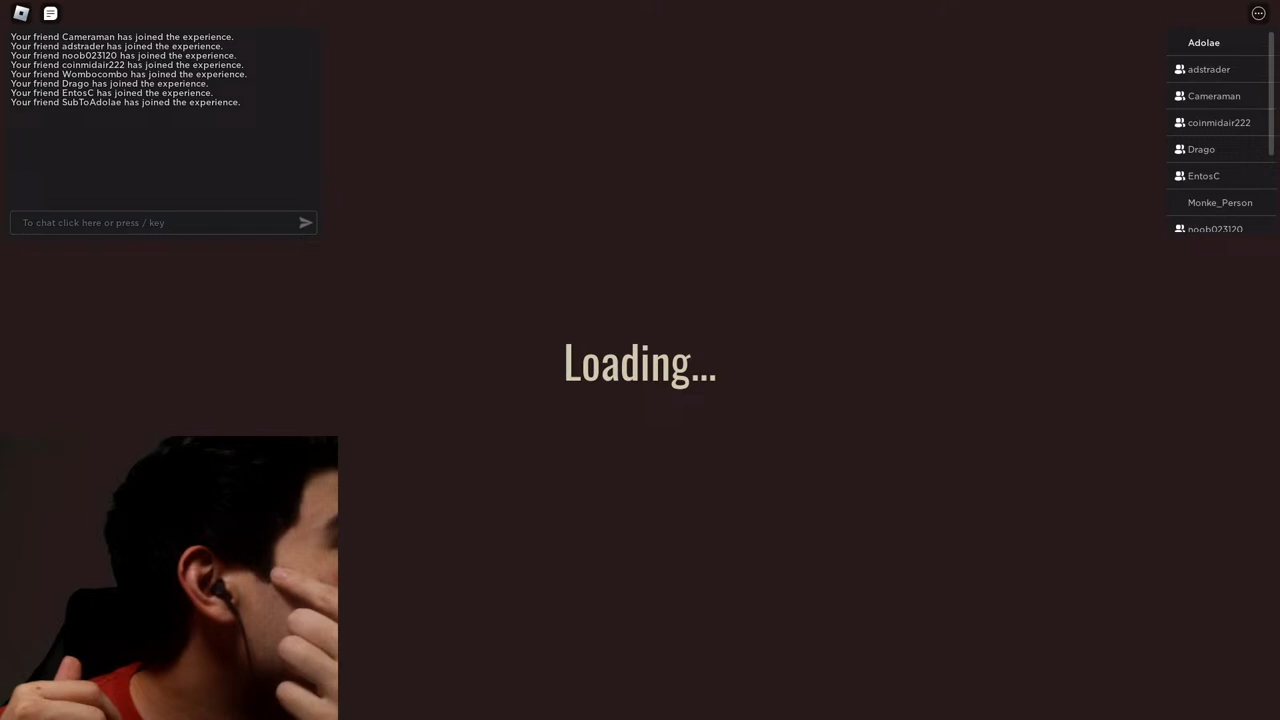 Your friend Cameraman has joined the experience.
Your friend adstrader has joined the experience.
Your friend noob023120 has joined the experience.
Your friend coinmidair222 has joined the experience.
Your friend Wombocombo has joined the experience.
Your friend Drago has joined the experience.
Your friend EntosC has joined the experience.
Your friend SubToAdolae has joined the experience.
To chat click here or press / key
Adolae
adstrader
Cameraman
coinmidair222
Drago
EntosC
Monke_Person
noob023120
Loading...